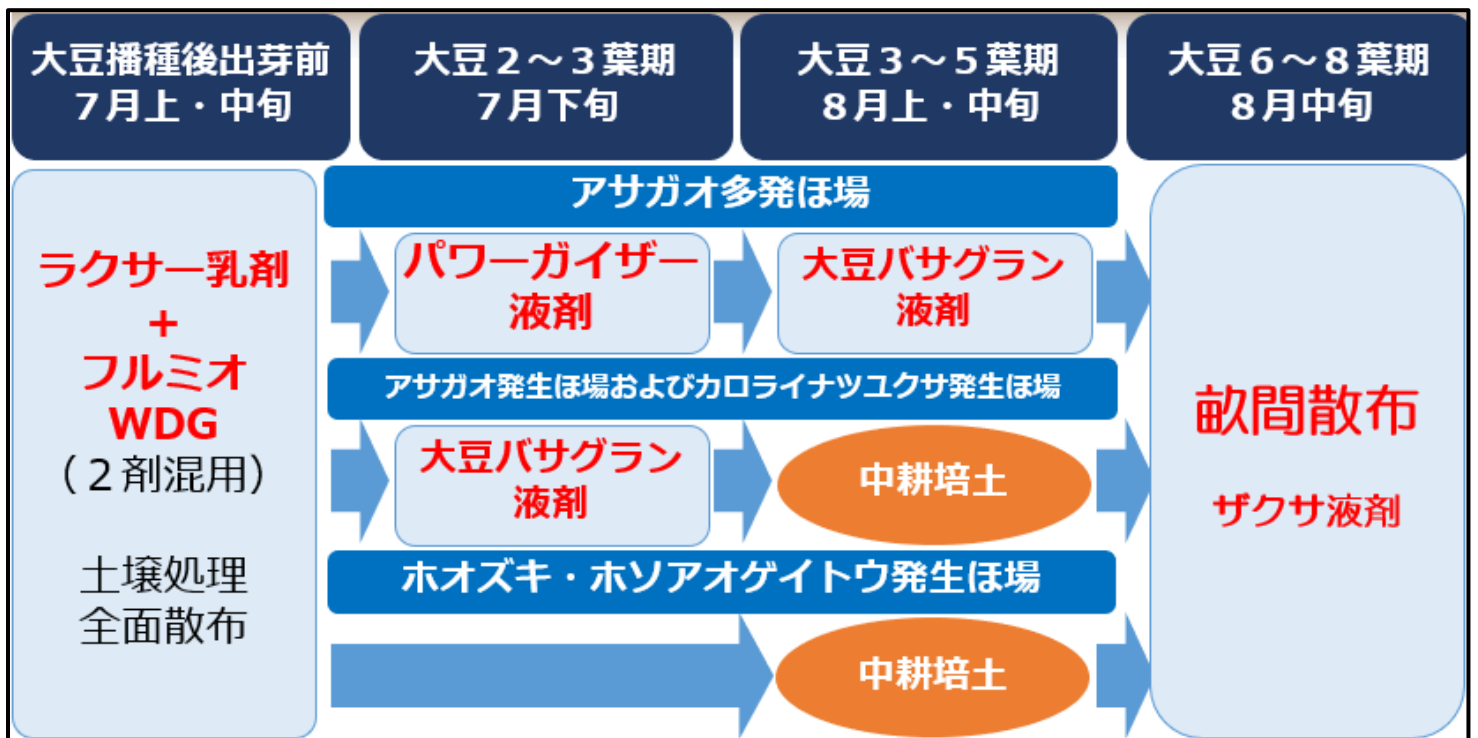 大豆播種後出芽前
７月上・中旬
大豆２～３葉期
７月下旬
大豆３～５葉期
８月上・中旬
大豆６～８葉期
８月中旬
ラクサー乳剤
+
フルミオ
WDG
（２剤混用）
土壌処理
全面散布
アサガオ多発ほ場
パワーガイザー
液剤
大豆バサグラン
液剤
アサガオ発生ほ場およびカロライナツユクサ発生ほ場
大豆バサグラン
液剤
中耕培土
ホオズキ・ホソアオゲイトウ発生ほ場
中耕培土
畝間散布
ザクサ液剤